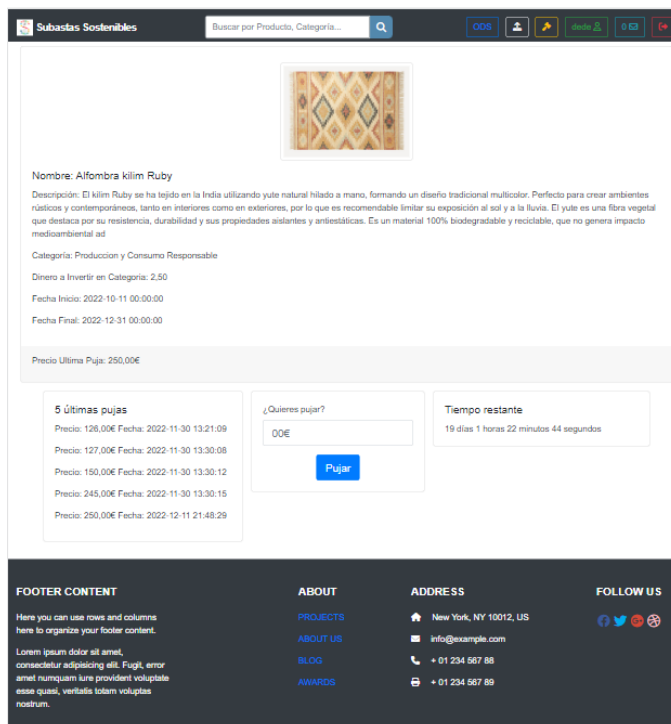 Subastas Sostenibles
Buscar por Producto, Categoría...
ODS
dede
0
Nombre: Alfombra kilim Ruby
Descripción: El kilim Ruby se ha tejido en la India utilizando yute natural hilado a mano, formando un diseño tradicional multicolor. Perfecto para crear ambientes
rústicos y contemporáneos, tanto en interiores como en exteriores, por lo que es recomendable limitar su exposición al sol y a la lluvia. El yute es una fibra vegetal
que destaca por su resistencia, durabilidad y sus propiedades aislantes y antiestáticas. Es un material 100% biodegradable y reciclable, que no genera impacto
medioambiental ad
Categoría: Produccion y Consumo Responsable
Dinero a Invertir en Categoria: 2,50
Fecha Inicio: 2022-10-11 00:00:00
Fecha Final: 2022-12-31 00:00:00
Precio Ultima Puja: 250,00€
5 últimas pujas
Precio: 126,00€ Fecha: 2022-11-30 13:21:09
Precio: 127,00€ Fecha: 2022-11-30 13:30:08
Precio: 150,00€ Fecha: 2022-11-30 13:30:12
Precio: 245,00€ Fecha: 2022-11-30 13:30:15
Precio: 250,00€ Fecha: 2022-12-11 21:48:29
¿Quieres pujar?
00€
Pujar
Tiempo restante
19 días 1 horas 22 minutos 44 segundos
FOOTER CONTENT
Here you can use rows and columns
here to organize your footer content.
Lorem ipsum dolor sit amet,
consectetur adipisicing elit. Fugit, error
amet numquam iure provident voluptate
esse quasi, veritatis totam voluptas
nostrum.
ABOUT
PROJECTS
ABOUT US
BLOG
AWARDS
ADDRESS
New York, NY 10012, US
info@example.com
+ 01 234 567 88
+ 01 234 567 89
FOLLOW US